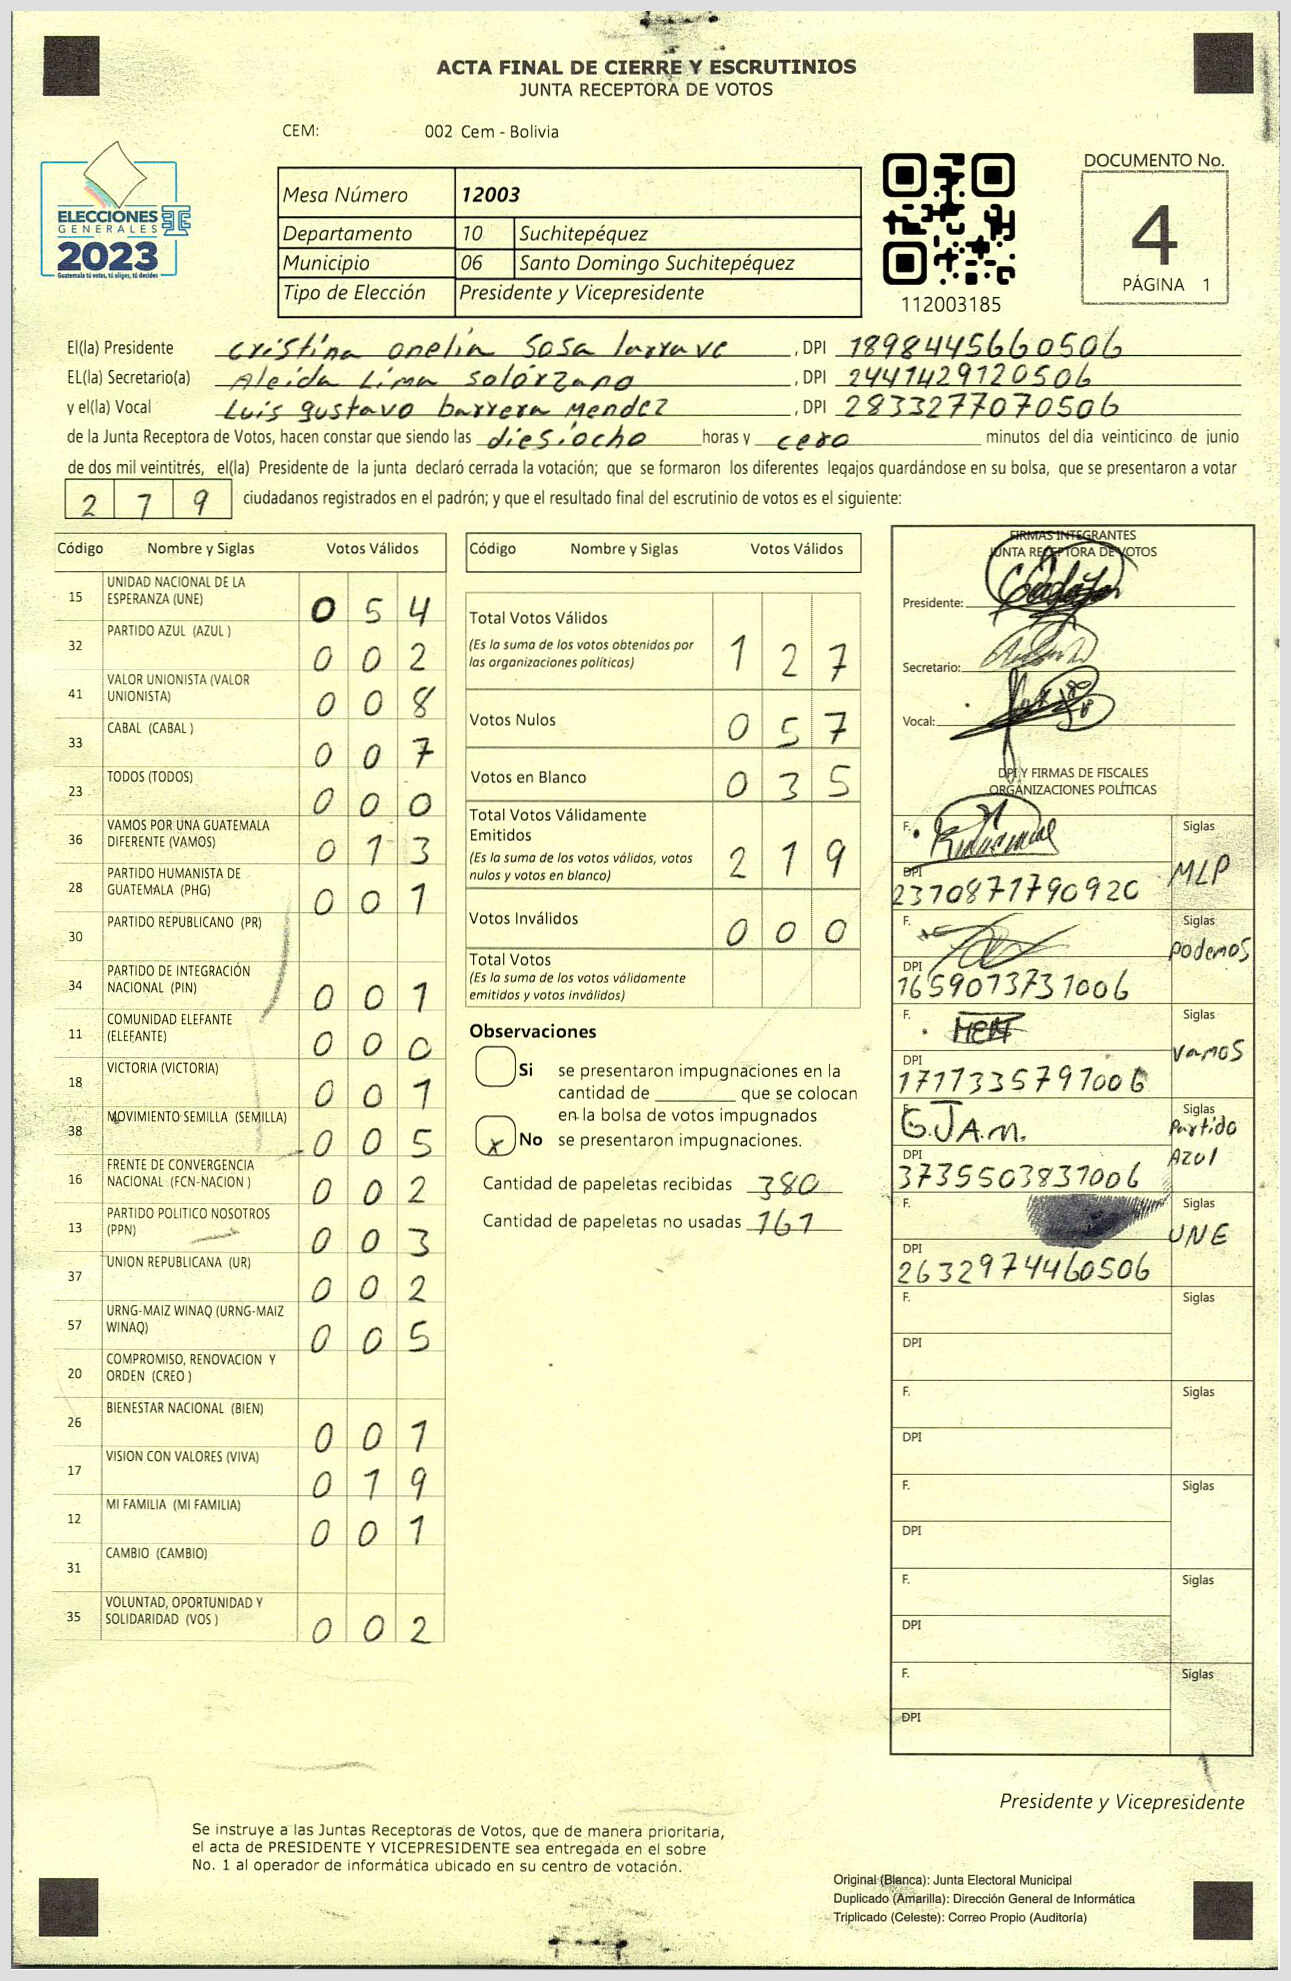 ACTA FINAL DE CIERRE Y ESCRUTINIOS
JUNTA RECEPTORA DE VOTOS
CEM: 002 Cem - Bolivia
ELECCIONES
GENERALES
2023
Guatemala tú votas, tú eliges, tú decides
Mesa Número 12003
Departamento 10 Suchitepéquez
Municipio 06 Santo Domingo Suchitepéquez
Tipo de Elección Presidente y Vicepresidente
112003185
DOCUMENTO No.
4
PÁGINA 1
El(la) Presidente Cristina onelia Sosa larrave , DPI 1898445660506
EL(la) Secretario(a) Aleida Lima Solórzano , DPI 2441429120506
y el(la) Vocal Luis gustavo barrera Mendez , DPI 2833277070506
de la Junta Receptora de Votos, hacen constar que siendo las diesiocho horas y cero minutos del día veinticinco de junio
de dos mil veintitrés, el(la) Presidente de la junta declaró cerrada la votación; que se formaron los diferentes legajos quardándose en su bolsa, que se presentaron a votar
2 7 9 ciudadanos registrados en el padrón; y que el resultado final del escrutinio de votos es el siguiente:
Código Nombre y Siglas Votos Válidos
15 UNIDAD NACIONAL DE LA
ESPERANZA (UNE) 0 5 4
32 PARTIDO AZUL (AZUL ) 0 0 2
41 VALOR UNIONISTA (VALOR
UNIONISTA) 0 0 8
33 CABAL (CABAL ) 0 0 7
23 TODOS (TODOS) 0 0 0
36 VAMOS POR UNA GUATEMALA
DIFERENTE (VAMOS) 0 1 3
28 PARTIDO HUMANISTA DE
GUATEMALA (PHG) 0 0 1
30 PARTIDO REPUBLICANO (PR)
34 PARTIDO DE INTEGRACIÓN
NACIONAL (PIN) 0 0 1
11 COMUNIDAD ELEFANTE
(ELEFANTE) 0 0 0
18 VICTORIA (VICTORIA) 0 0 1
38 MOVIMIENTO SEMILLA (SEMILLA) 0 0 5
16 FRENTE DE CONVERGENCIA
NACIONAL (FCN-NACION ) 0 0 2
13 PARTIDO POLITICO NOSOTROS
(PPN) 0 0 3
37 UNION REPUBLICANA (UR) 0 0 2
57 URNG-MAIZ WINAQ (URNG-MAIZ
WINAQ) 0 0 5
20 COMPROMISO, RENOVACION Y
ORDEN (CREO )
26 BIENESTAR NACIONAL (BIEN) 0 0 1
17 VISION CON VALORES (VIVA) 0 1 9
12 MI FAMILIA (MI FAMILIA) 0 0 1
31 CAMBIO (CAMBIO)
35 VOLUNTAD, OPORTUNIDAD Y
SOLIDARIDAD (VOS ) 0 0 2
Código Nombre y Siglas Votos Válidos
Total Votos Válidos
(Es la suma de los votos obtenidos por
las organizaciones políticas) 1 2 7
Votos Nulos 0 5 7
Votos en Blanco 0 3 5
Total Votos Válidamente
Emitidos
(Es la suma de los votos válidos, votos
nulos y votos en blanco) 2 1 9
Votos Inválidos 0 0 0
Total Votos
(Es la suma de los votos válidamente
emitidos y votos inválidos)
Observaciones
Si se presentaron impugnaciones en la
cantidad de ________ que se colocan
en la bolsa de votos impugnados
x No se presentaron impugnaciones.
Cantidad de papeletas recibidas 380
Cantidad de papeletas no usadas 161
FIRMAS INTEGRANTES
JUNTA RECEPTORA DE VOTOS
Presidente:
Secretario:
Vocal:
DPI Y FIRMAS DE FISCALES
ORGANIZACIONES POLÍTICAS
F. Siglas
MLP
DPI
2370871790920
F. Siglas
Podemos
DPI
1659013731006
F. Siglas
vamos
DPI
1717335791006
G.J.A.m. Siglas
Partido
Azul
DPI
3735503831006
F. Siglas
UNE
DPI
2632974460506
F. Siglas
DPI
F. Siglas
DPI
F. Siglas
DPI
F. Siglas
DPI
F. Siglas
DPI
Presidente y Vicepresidente
Se instruye a las Juntas Receptoras de Votos, que de manera prioritaria,
el acta de PRESIDENTE Y VICEPRESIDENTE sea entregada en el sobre
No. 1 al operador de informática ubicado en su centro de votación.
Original (Blanca): Junta Electoral Municipal
Duplicado (Amarilla): Dirección General de Informática
Triplicado (Celeste): Correo Propio (Auditoría)